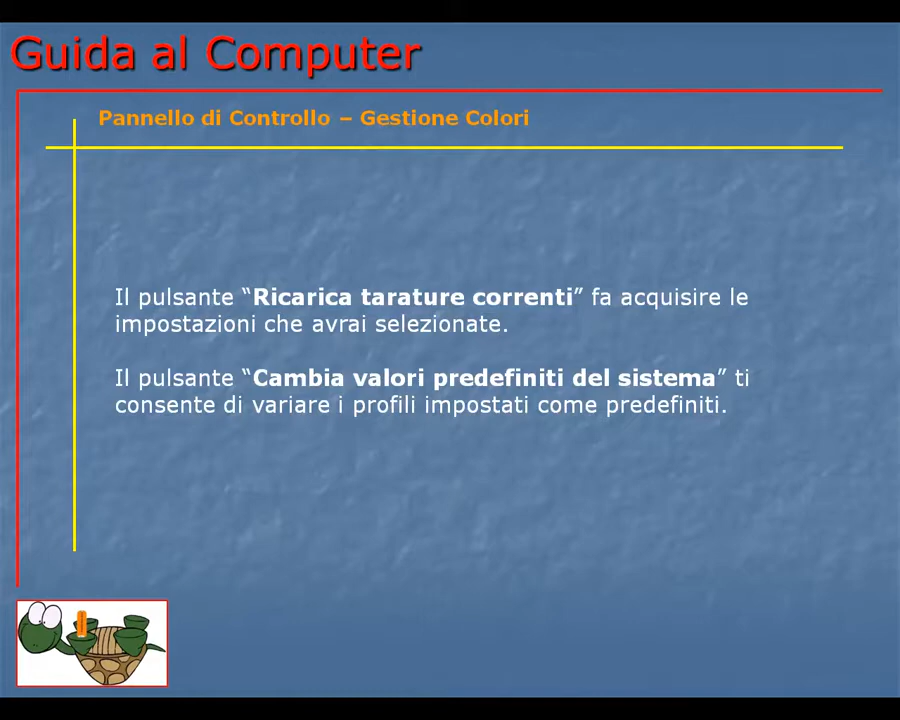 Guida al Computer
Pannello di Controllo – Gestione Colori
Il pulsante “Ricarica tarature correnti” fa acquisire le
impostazioni che avrai selezionate.
Il pulsante “Cambia valori predefiniti del sistema” ti
consente di variare i profili impostati come predefiniti.